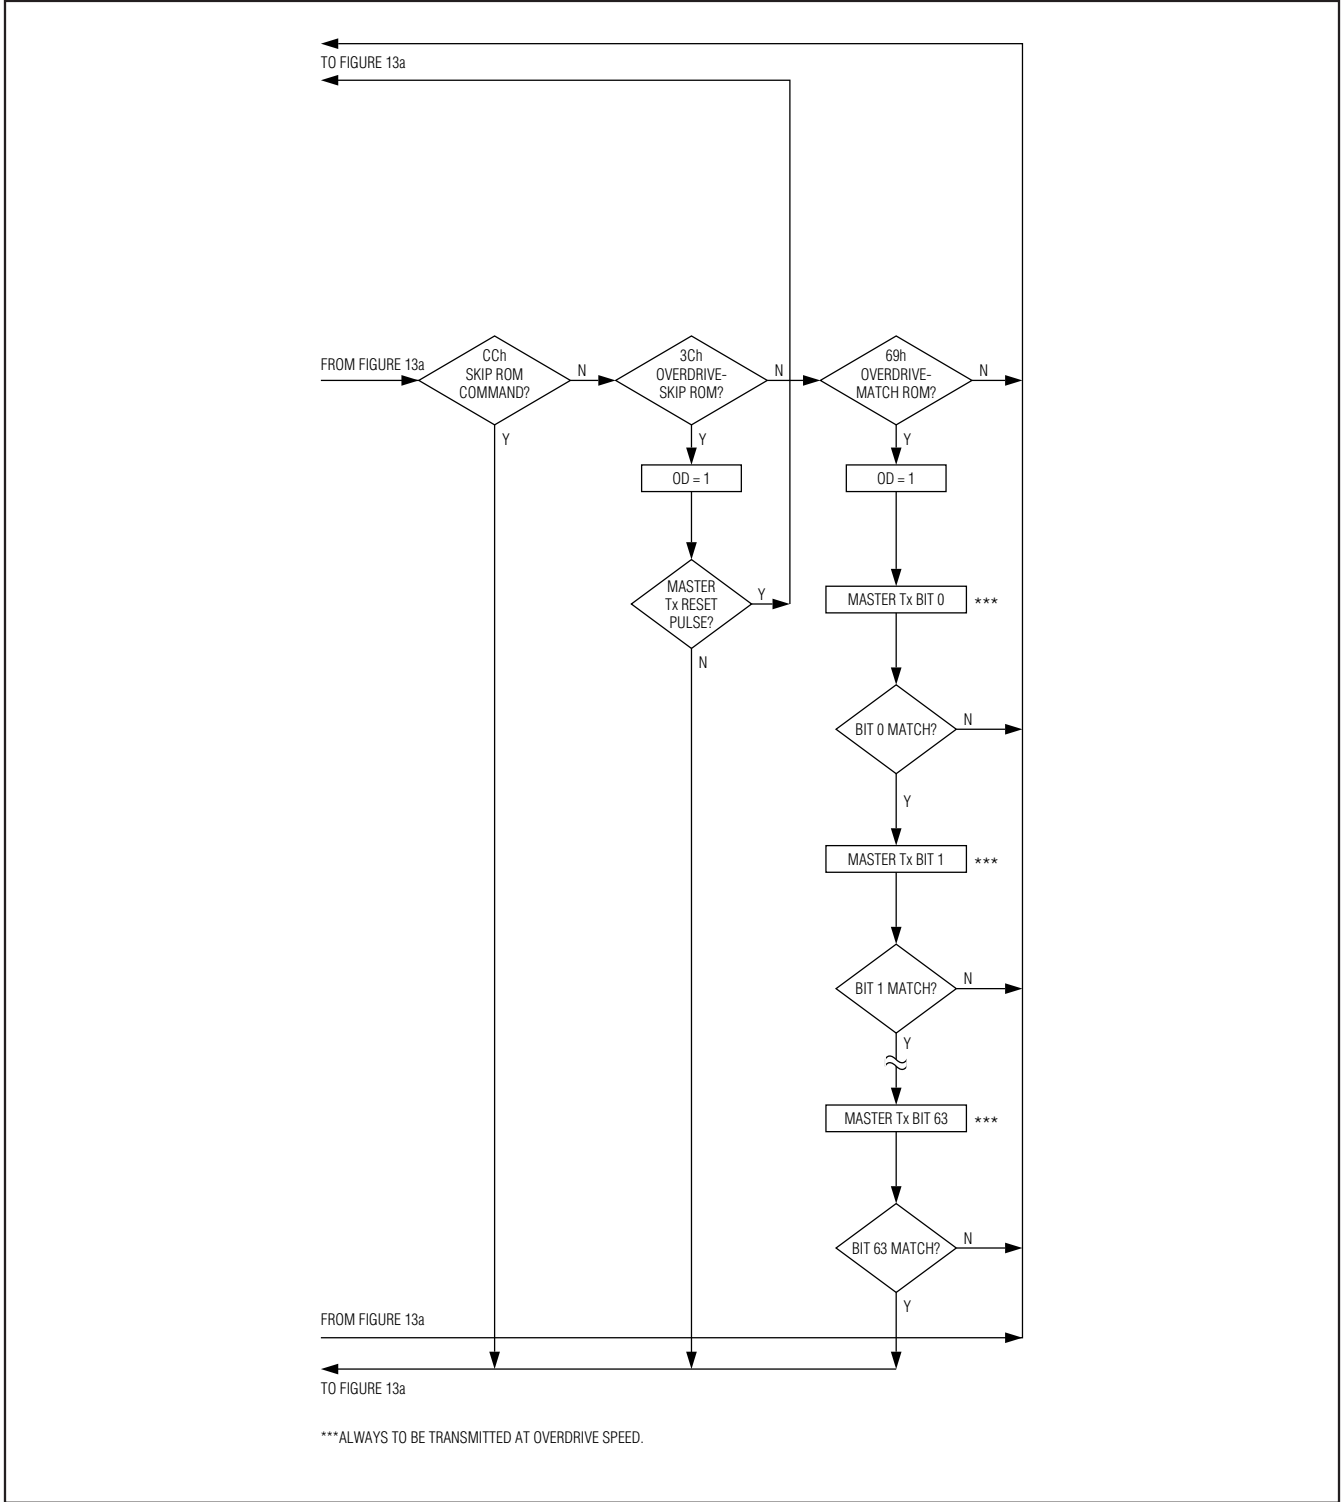 TO FIGURE 13a
FROM FIGURE 13a
CCh
SKIP ROM
COMMAND?
N
3Ch
OVERDRIVE-
SKIP ROM?
N
69h
OVERDRIVE-
MATCH ROM?
N
Y
Y
Y
OD = 1
OD = 1
MASTER
Tx RESET
PULSE?
Y
MASTER Tx BIT 0
***
N
BIT 0 MATCH?
N
Y
MASTER Tx BIT 1
***
BIT 1 MATCH?
N
Y
MASTER Tx BIT 63
***
BIT 63 MATCH?
N
Y
FROM FIGURE 13a
TO FIGURE 13a
***ALWAYS TO BE TRANSMITTED AT OVERDRIVE SPEED.